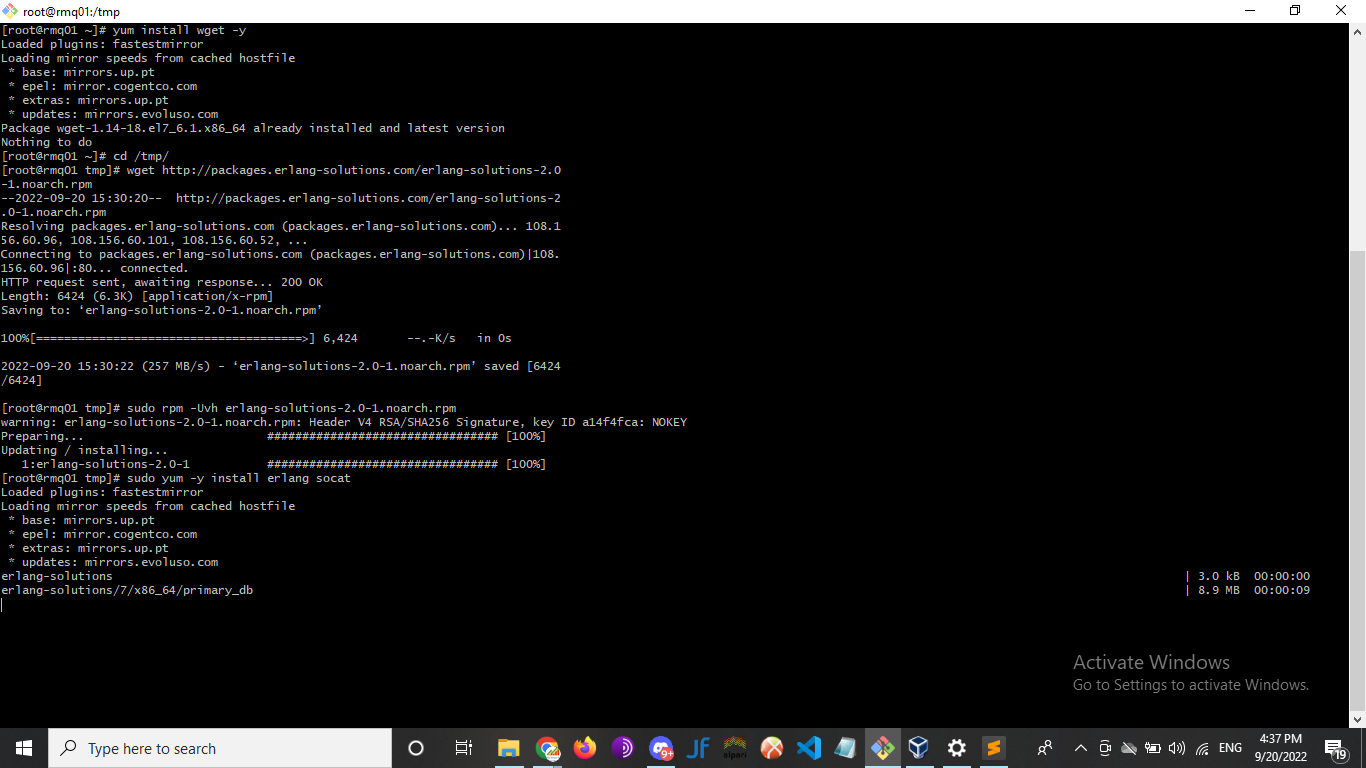 root@rmq01:/tmp
[root@rmq01 ~]# yum install wget -y
Loaded plugins: fastestmirror
Loading mirror speeds from cached hostfile
 * base: mirrors.up.pt
 * epel: mirror.cogentco.com
 * extras: mirrors.up.pt
 * updates: mirrors.evoluso.com
Package wget-1.14-18.el7_6.1.x86_64 already installed and latest version
Nothing to do
[root@rmq01 ~]# cd /tmp/
[root@rmq01 tmp]# wget http://packages.erlang-solutions.com/erlang-solutions-2.0
-1.noarch.rpm
--2022-09-20 15:30:20--  http://packages.erlang-solutions.com/erlang-solutions-2
.0-1.noarch.rpm
Resolving packages.erlang-solutions.com (packages.erlang-solutions.com)... 108.1
56.60.96, 108.156.60.101, 108.156.60.52, ...
Connecting to packages.erlang-solutions.com (packages.erlang-solutions.com)|108.
156.60.96|:80... connected.
HTTP request sent, awaiting response... 200 OK
Length: 6424 (6.3K) [application/x-rpm]
Saving to: ‘erlang-solutions-2.0-1.noarch.rpm’
100%[======================================>] 6,424       --.-K/s   in 0s
2022-09-20 15:30:22 (257 MB/s) - ‘erlang-solutions-2.0-1.noarch.rpm’ saved [6424
/6424]
[root@rmq01 tmp]# sudo rpm -Uvh erlang-solutions-2.0-1.noarch.rpm
warning: erlang-solutions-2.0-1.noarch.rpm: Header V4 RSA/SHA256 Signature, key ID a14f4fca: NOKEY
Preparing...                          ################################# [100%]
Updating / installing...
   1:erlang-solutions-2.0-1           ################################# [100%]
[root@rmq01 tmp]# sudo yum -y install erlang socat
Loaded plugins: fastestmirror
Loading mirror speeds from cached hostfile
 * base: mirrors.up.pt
 * epel: mirror.cogentco.com
 * extras: mirrors.up.pt
 * updates: mirrors.evoluso.com
erlang-solutions | 3.0 kB  00:00:00
erlang-solutions/7/x86_64/primary_db | 8.9 MB  00:00:09
Activate Windows
Go to Settings to activate Windows.
Type here to search
9+
JF
alpari
ENG
4:37 PM
9/20/2022
19